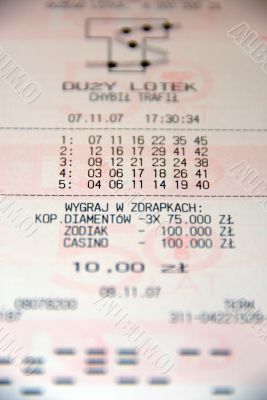 DUŻY LOTEK
CHYBIŁ TRAFIŁ
07.11.07 17:30:34
1: 07 11 16 22 35 45
2: 12 16 17 29 41 42
3: 09 12 21 23 24 38
4: 03 06 17 18 26 41
5: 04 06 11 14 19 40
WYGRAJ W ZDRAPKACH:
KOP.DIAMENTÓW -3X 75.000 ZŁ
ZODIAK - 100.000 ZŁ
CASINO - 100.000 ZŁ
10.00 zł
09.11.07